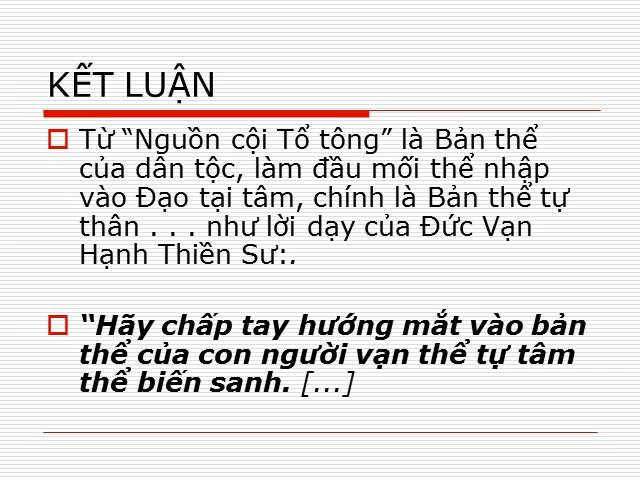 KẾT LUẬN
Từ “Nguồn cội Tổ tông” là Bản thể
của dân tộc, làm đầu mối thể nhập
vào Đạo tại tâm, chính là Bản thể tự
thân . . . như lời dạy của Đức Vạn
Hạnh Thiền Sư:.
“Hãy chấp tay hướng mắt vào bản
thể của con người vạn thể tự tâm
thể biến sanh. [...]